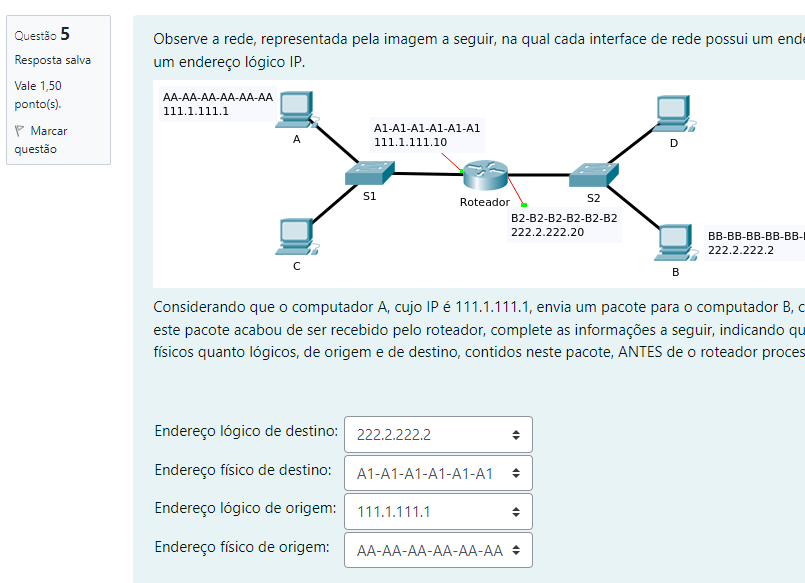 Questão 5
Resposta salva
Vale 1,50
ponto(s).
Marcar
questão
Observe a rede, representada pela imagem a seguir, na qual cada interface de rede possui um
um endereço lógico IP.
AA-AA-AA-AA-AA-AA
111.1.111.1
A
A1-A1-A1-A1-A1-A1
111.1.111.10
D
S1
Roteador
S2
B2-B2-B2-B2-B2-B2
222.2.222.20
BB-BB-BB-BB-BB-
222.2.222.2
C
B
Considerando que o computador A, cujo IP é 111.1.111.1, envia um pacote para o computador B, c
este pacote acabou de ser recebido pelo roteador, complete as informações a seguir, indicando qu
físicos quanto lógicos, de origem e de destino, contidos neste pacote, ANTES de o roteador proces
Endereço lógico de destino: 222.2.222.2
Endereço físico de destino: A1-A1-A1-A1-A1-A1
Endereço lógico de origem: 111.1.111.1
Endereço físico de origem: AA-AA-AA-AA-AA-AA